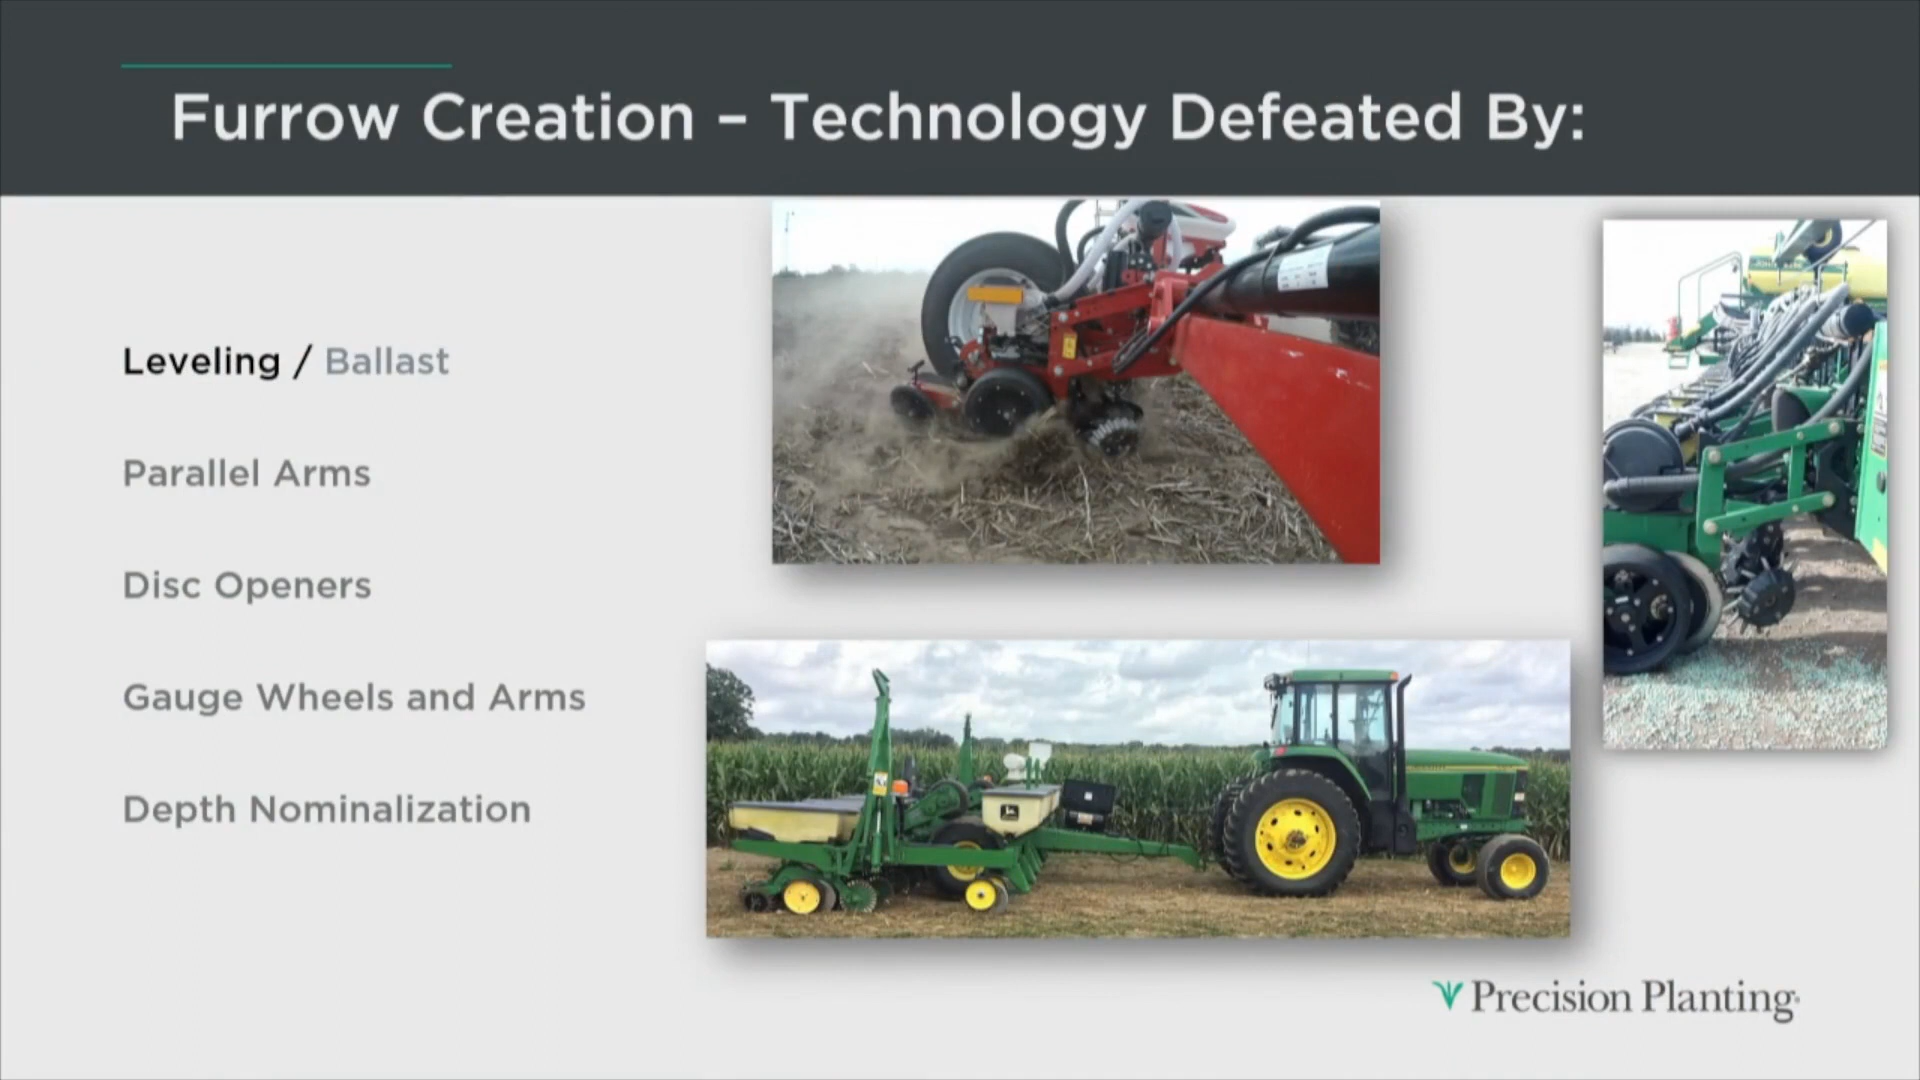 Furrow Creation – Technology Defeated By:
Leveling / Ballast
Parallel Arms
Disc Openers
Gauge Wheels and Arms
Depth Nominalization
Precision Planting